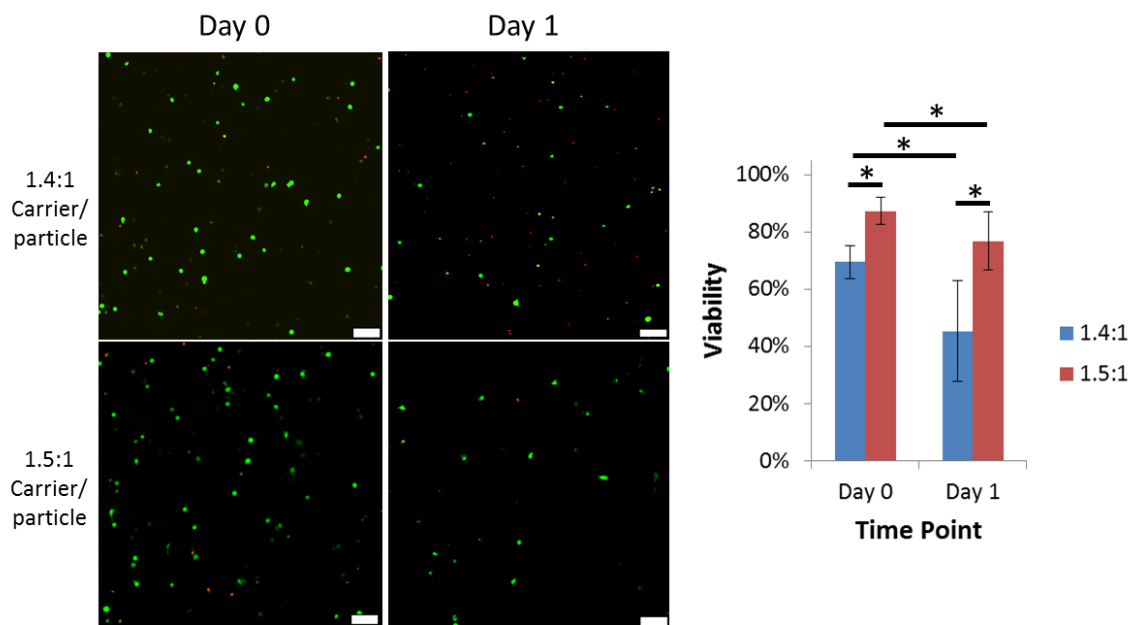 Day 0
Day 1
1.4:1
Carrier/
particle
1.5:1
Carrier/
particle
*
*
*
*
100%
80%
60%
40%
20%
0%
Viability
Day 0
Day 1
Time Point
1.4:1
1.5:1